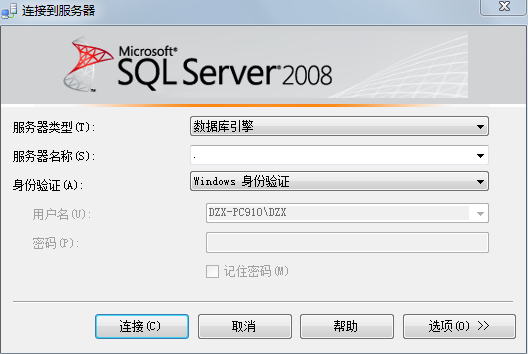 连接到服务器
Microsoft®
SQL Server® 2008
服务器类型(T): 数据库引擎
服务器名称(S): .
身份验证(A): Windows 身份验证
用户名(U): DZX-PC910\DZX
密码(P):
记住密码(M)
连接(C) 取消 帮助 选项(O) >>